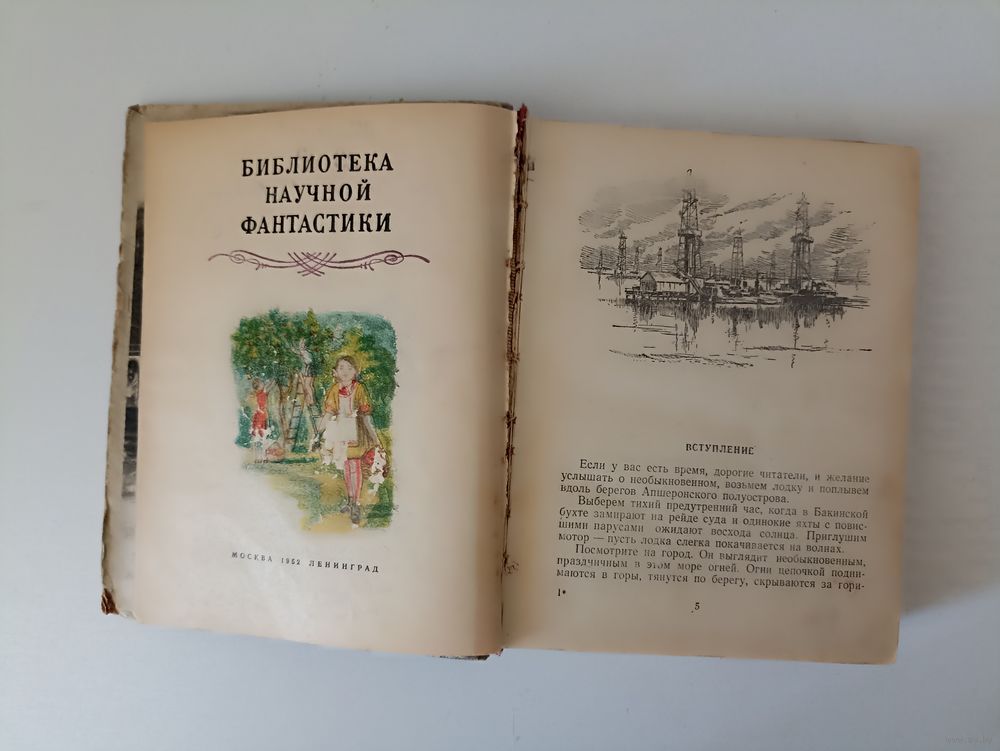 БИБЛИОТЕКА
НАУЧНОЙ
ФАНТАСТИКИ
МОСКВА 1952 ЛЕНИНГРАД
ВСТУПЛЕНИЕ
Если у вас есть время, дорогие читатели, и желание
услышать о необыкновенном, возьмем лодку и поплывем
вдоль берегов Апшеронского полуострова.
Выберем тихий предутренний час, когда в Бакинской
бухте замирают на рейде суда и одинокие яхты с повис-
шими парусами ожидают восхода солнца. Приглушим
мотор — пусть лодка слегка покачивается на волнах.
Посмотрите на город. Он выглядит необыкновенным,
праздничным в этом море огней. Огни цепочкой подни-
маются в горы, тянутся по берегу, скрываются за гори-
1*
5